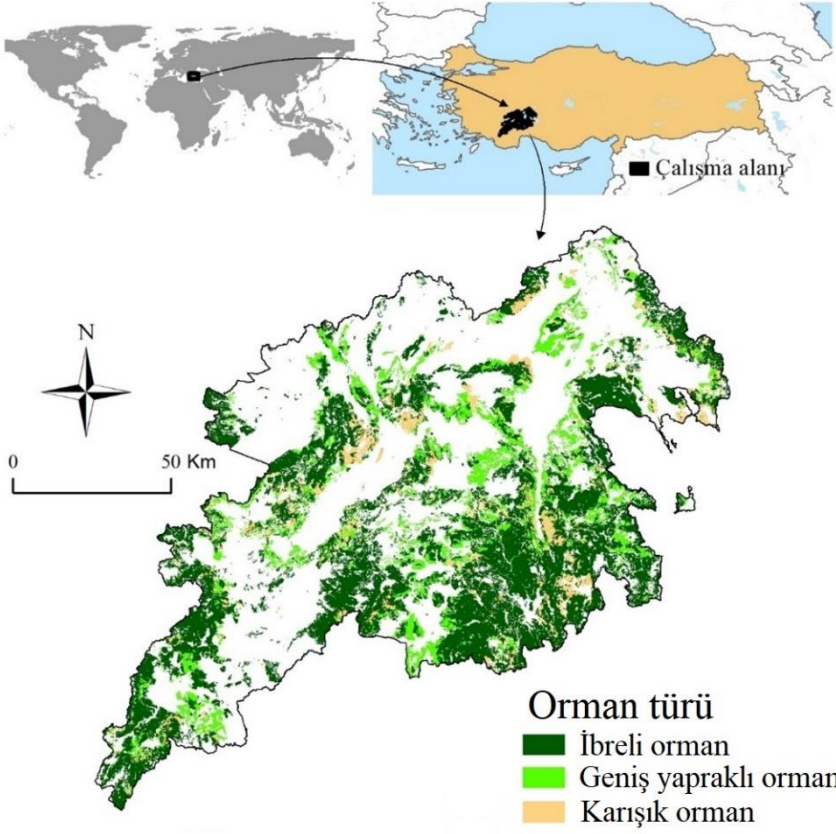 Çalışma alanı
N
0 50 Km
Orman türü
İbreli orman
Geniş yapraklı orman
Karışık orman